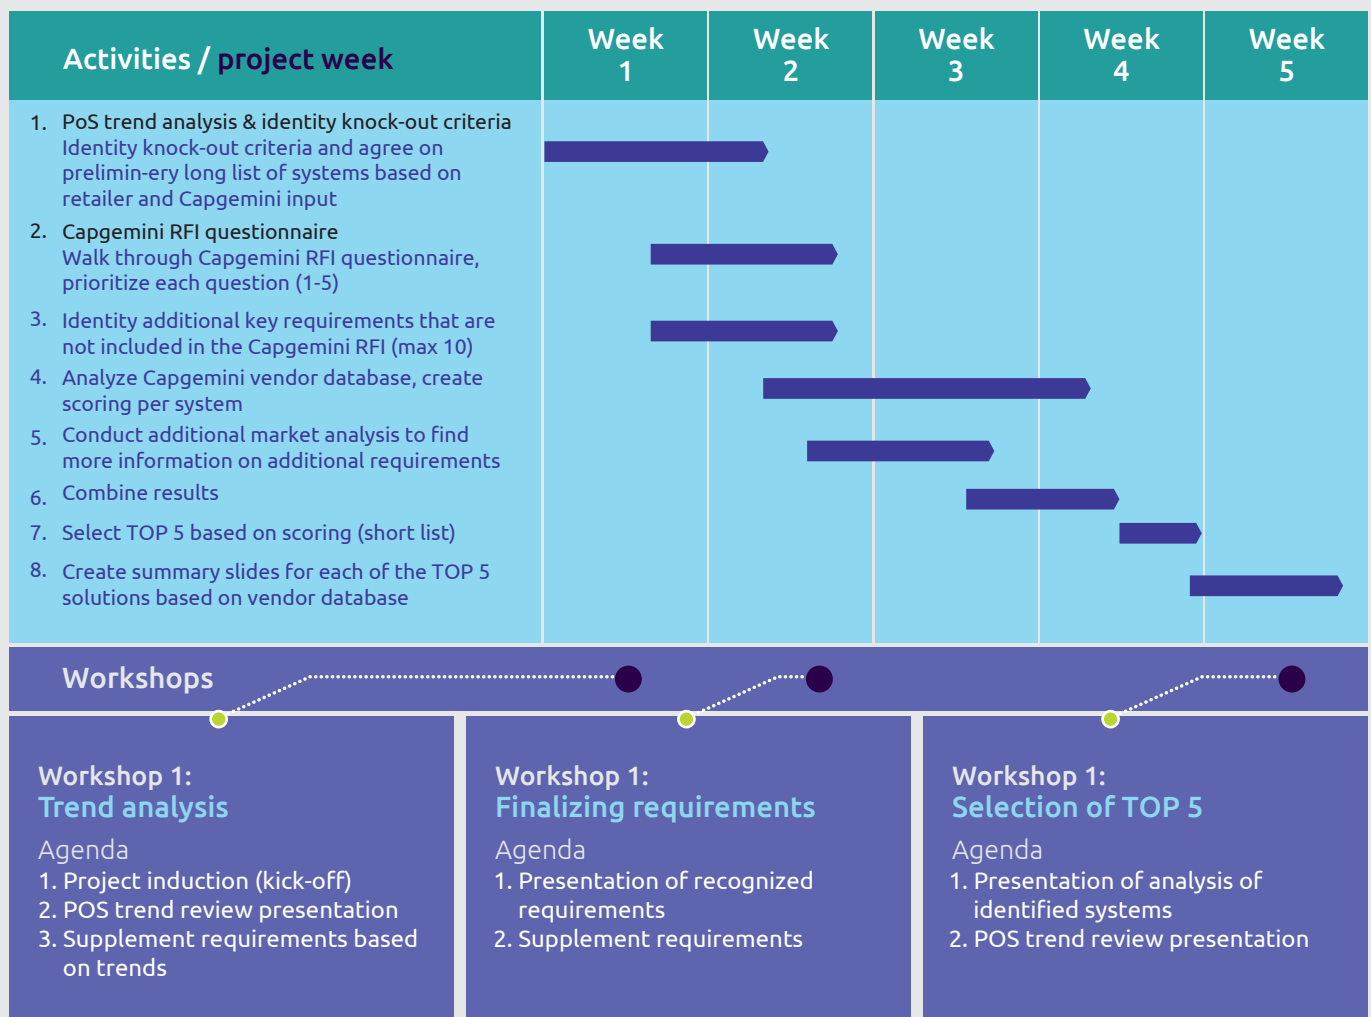 Activities / project week
Week
1
Week
2
Week
3
Week
4
Week
5
1. PoS trend analysis & identity knock-out criteria
Identity knock-out criteria and agree on
prelimin-ery long list of systems based on
retailer and Capgemini input
2. Capgemini RFI questionnaire
Walk through Capgemini RFI questionnaire,
prioritize each question (1-5)
3. Identity additional key requirements that are
not included in the Capgemini RFI (max 10)
4. Analyze Capgemini vendor database, create
scoring per system
5. Conduct additional market analysis to find
more information on additional requirements
6. Combine results
7. Select TOP 5 based on scoring (short list)
8. Create summary slides for each of the TOP 5
solutions based on vendor database
Workshops
Workshop 1:
Trend analysis
Agenda
1. Project induction (kick-off)
2. POS trend review presentation
3. Supplement requirements based
on trends
Workshop 1:
Finalizing requirements
Agenda
1. Presentation of recognized
requirements
2. Supplement requirements
Workshop 1:
Selection of TOP 5
Agenda
1. Presentation of analysis of
identified systems
2. POS trend review presentation